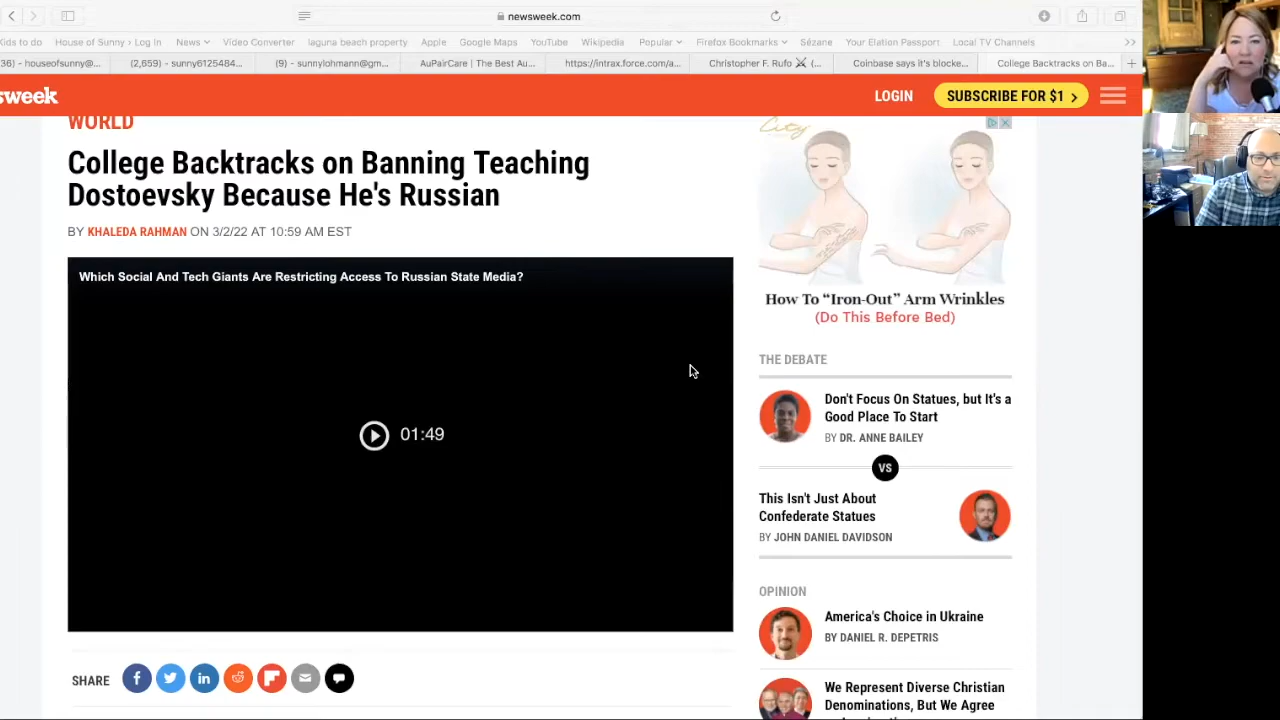 newsweek.com
Kids to do House of Sunny › Log In News Video Converter laguna beach property Apple Google Maps YouTube Wikipedia Popular Firefox Bookmarks Sézane Your Elation Passport Local TV Channels >>
36) - houseofsunny@... (2,659) - sunny6125484... (9) - sunnylohmann@gm... AuPairCare | The Best Au... https://intrax.force.com/a... Christopher F. Rufo ⚔ (... Coinbase says it's blocke... College Backtracks on Ba... +
sweek LOGIN SUBSCRIBE FOR $1 >
WORLD
College Backtracks on Banning Teaching
Dostoevsky Because He's Russian
BY KHALEDA RAHMAN ON 3/2/22 AT 10:59 AM EST
Which Social And Tech Giants Are Restricting Access To Russian State Media?
01:49
SHARE
City
How To “Iron-Out” Arm Wrinkles
(Do This Before Bed)
THE DEBATE
Don't Focus On Statues, but It's a
Good Place To Start
BY DR. ANNE BAILEY
VS
This Isn't Just About
Confederate Statues
BY JOHN DANIEL DAVIDSON
OPINION
America's Choice in Ukraine
BY DANIEL R. DEPETRIS
We Represent Diverse Christian
Denominations, But We Agree